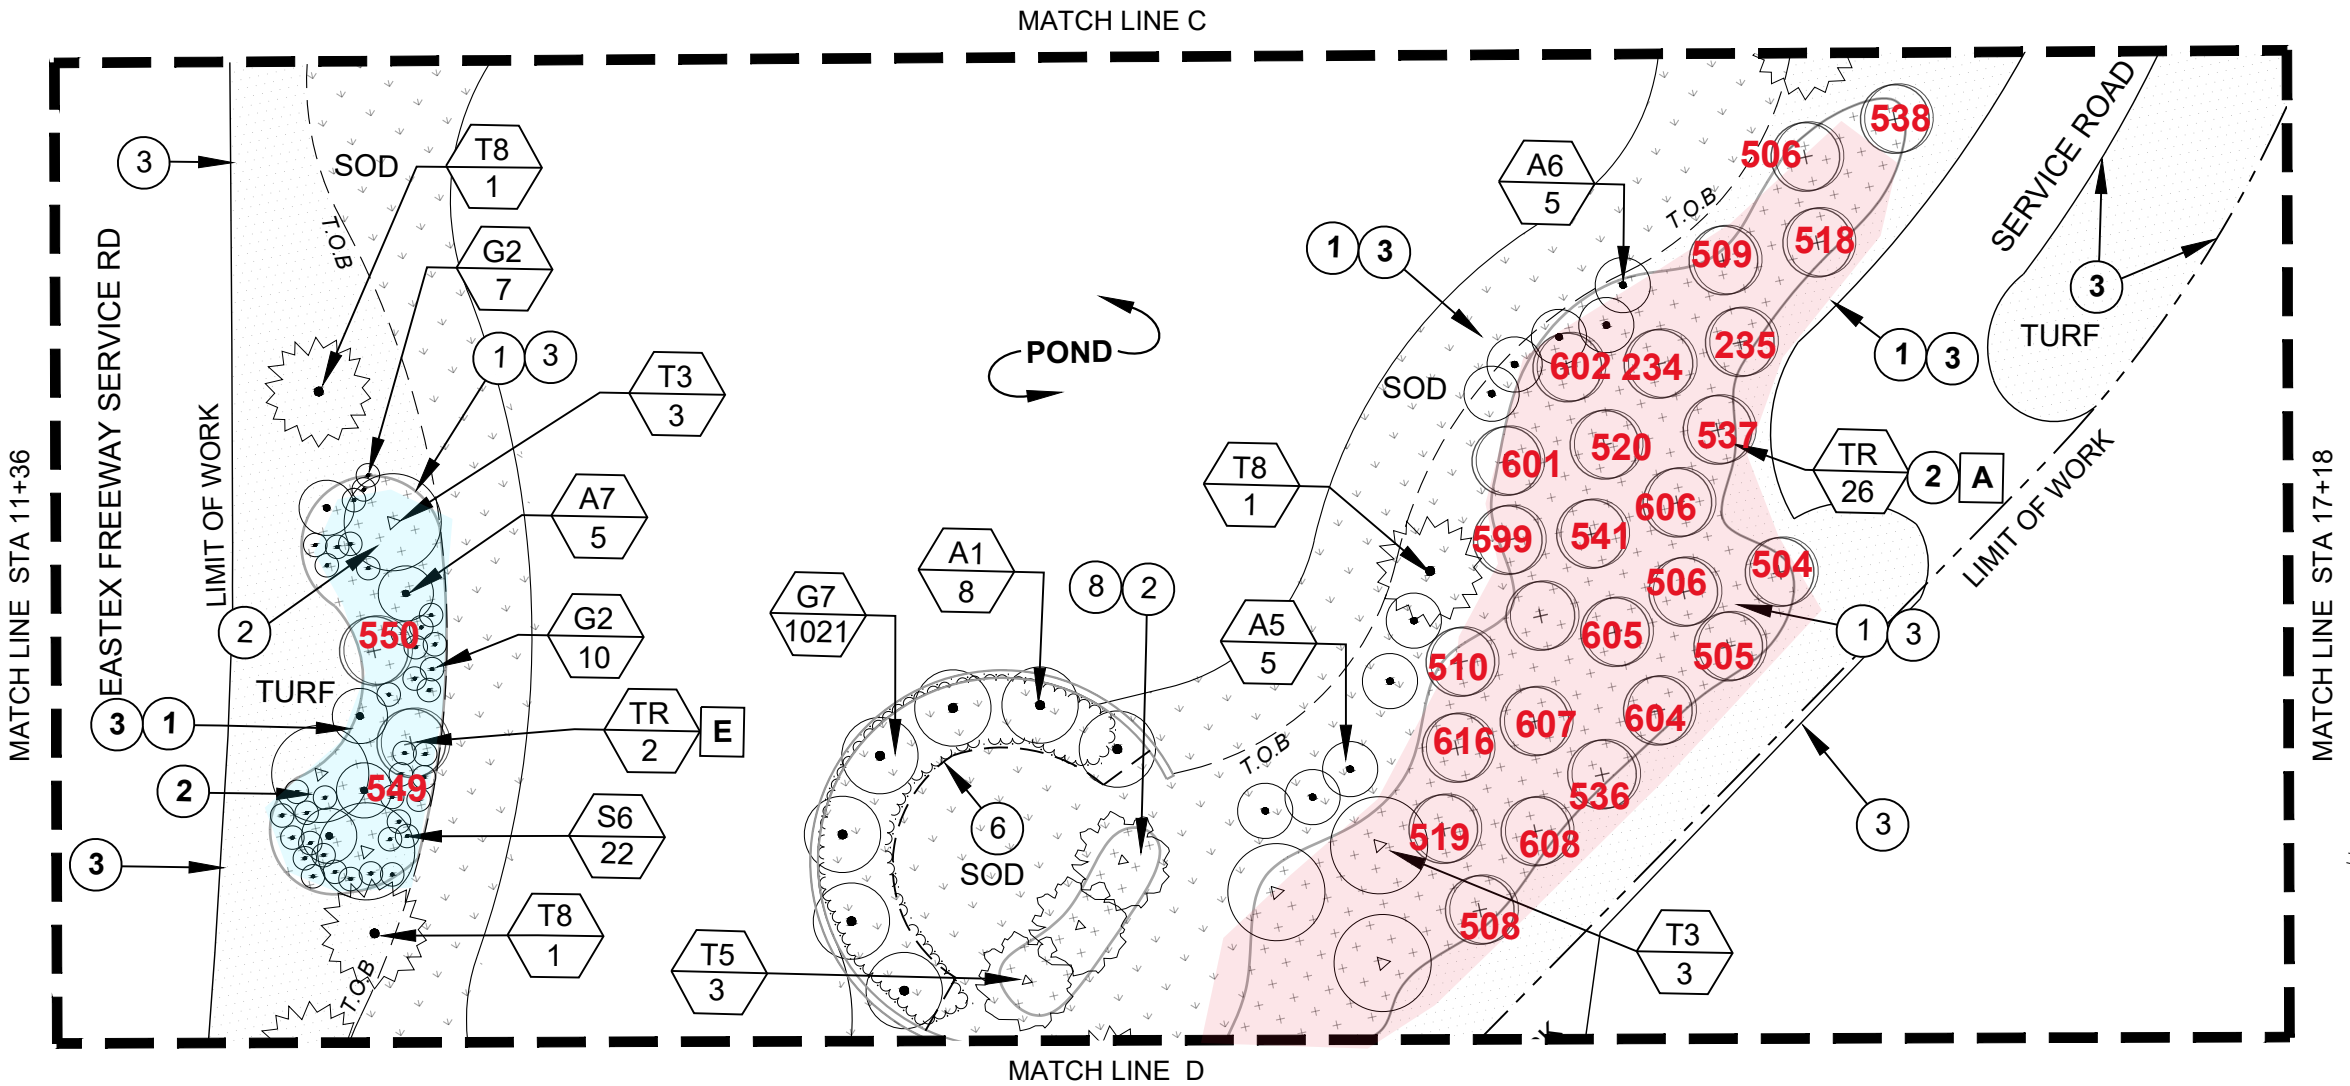 MATCH LINE C
538
506
SERVICE ROAD
T8
1
3
SOD
A6
5
T.O.B
T.O.B
518
509
1 3
G2
7
EASTEX FREEWAY SERVICE RD
3
1 3
POND
TURF
235
602 234
1 3
T3
3
SOD
LIMIT OF WORK
537
520
601
TR
26
2 A
T8
1
MATCH LINE STA 11+36
MATCH LINE STA 17+18
A7
5
606
LIMIT OF WORK
599
541
A1
8
504
506
8 2
G7
1021
G2
10
2
550
A5
5
605
1 3
505
510
TURF
3 1
TR
2
E
604
607
616
T.O.B
2
549
536
S6
22
6
3
519
608
SOD
508
T8
1
3
T3
3
T5
3
T.O.B
MATCH LINE D